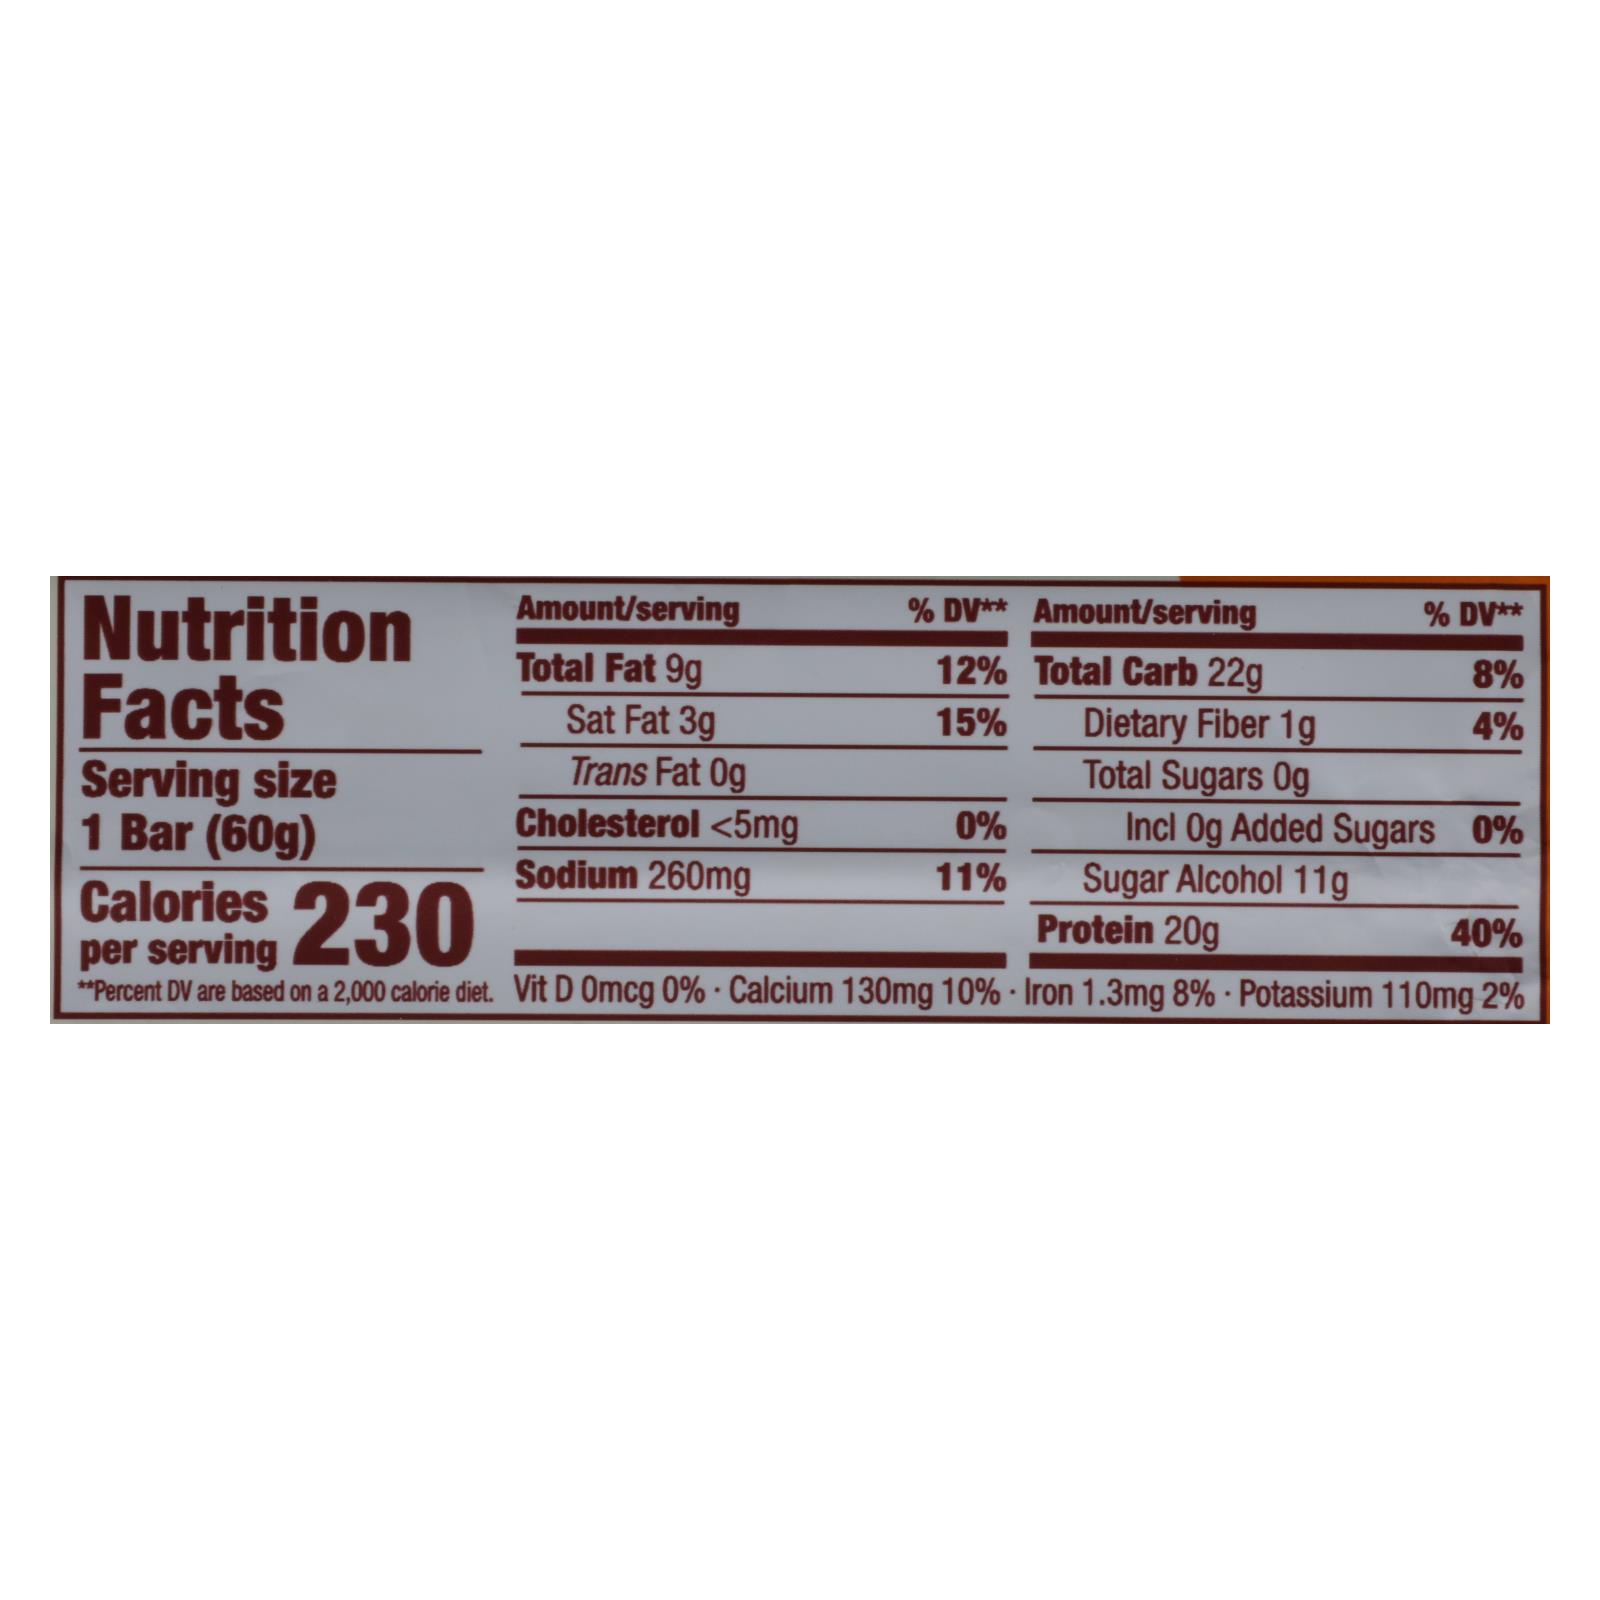 Nutrition
Facts
Serving size
1 Bar (60g)
Calories
per serving 230
**Percent DV are based on a 2,000 calorie diet.
Amount/serving % DV**
Total Fat 9g 12%
Sat Fat 3g 15%
Trans Fat 0g
Cholesterol <5mg 0%
Sodium 260mg 11%
Amount/serving % DV**
Total Carb 22g 8%
Dietary Fiber 1g 4%
Total Sugars 0g
Incl 0g Added Sugars 0%
Sugar Alcohol 11g
Protein 20g 40%
Vit D 0mcg 0% · Calcium 130mg 10% · Iron 1.3mg 8% · Potassium 110mg 2%